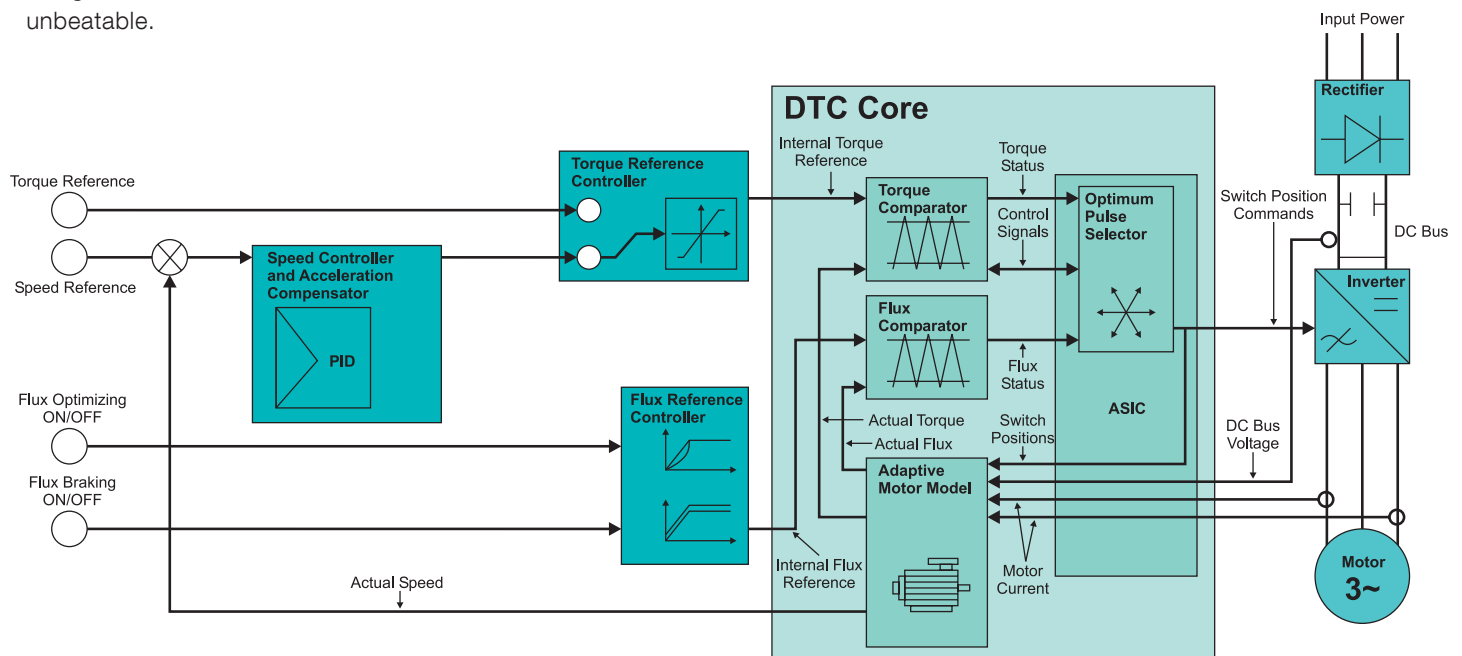 unbeatable.
Input Power
Rectifier
DTC Core
Internal Torque
Reference
Torque
Status
Torque Reference
Controller
Torque Reference
Torque
Comparator
Optimum
Pulse
Selector
Control
Signals
Switch Position
Commands
DC Bus
Speed Reference
Speed Controller
and Acceleration
Compensator
PID
Inverter
Flux
Comparator
Flux
Status
Flux Optimizing
ON/OFF
Flux Reference
Controller
ASIC
Actual Torque
Actual Flux
Switch
Positions
DC Bus
Voltage
Flux Braking
ON/OFF
Adaptive
Motor Model
Internal Flux
Reference
Motor
Current
Motor
3~
Actual Speed